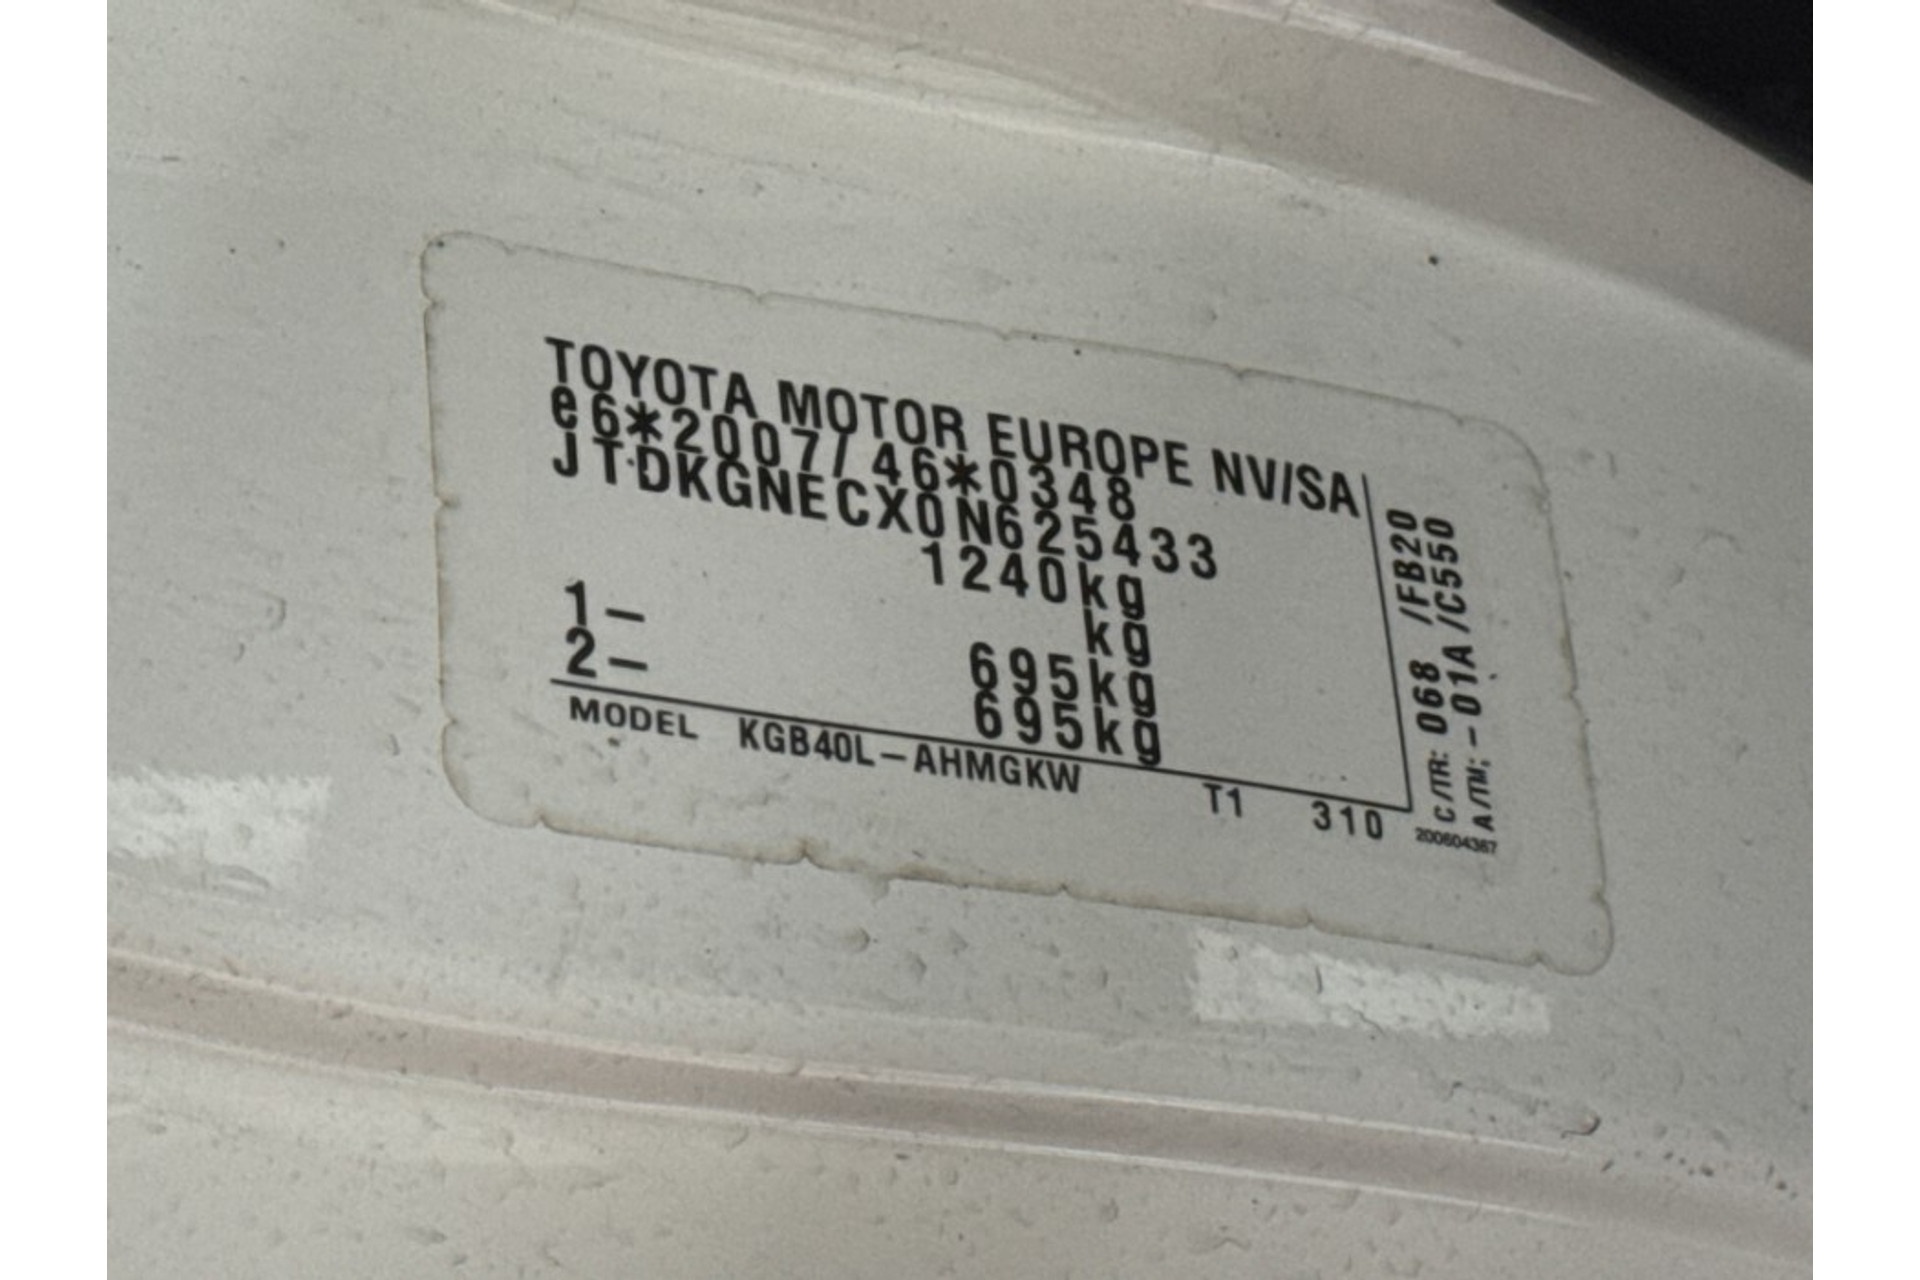 TOYOTA MOTOR EUROPE NV/SA
e6*2007/46*0348
JTDKGNECX0N625433
1240kg
kg
1– 695kg
2– 695kg
MODEL KGB40L–AHMGKW T1 310
C/TR: 068 /FB20
A/TM: –01A/C550
200604367